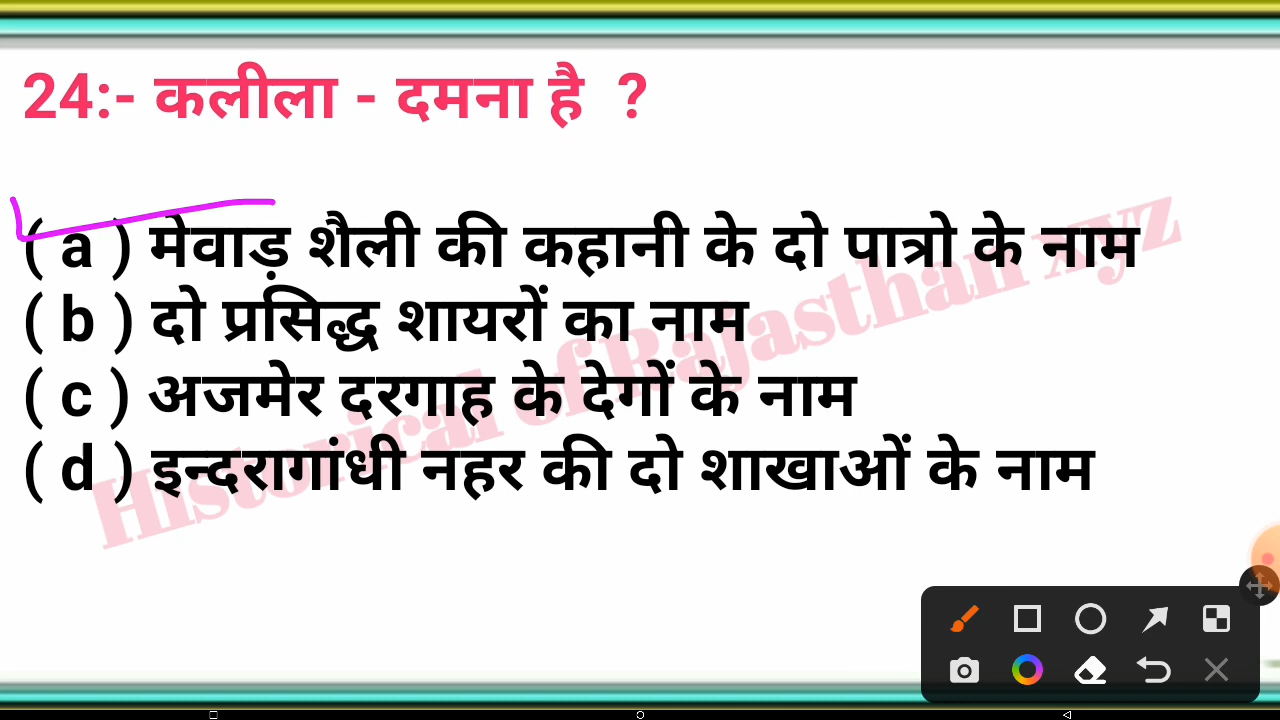 24:- कलीला - दमना है ?
( a ) मेवाड़ शैली की कहानी के दो पात्रो के नाम
( b ) दो प्रसिद्ध शायरों का नाम
( c ) अजमेर दरगाह के देगों के नाम
( d ) इन्दरागांधी नहर की दो शाखाओं के नाम
Historical of Rajasthan xyz